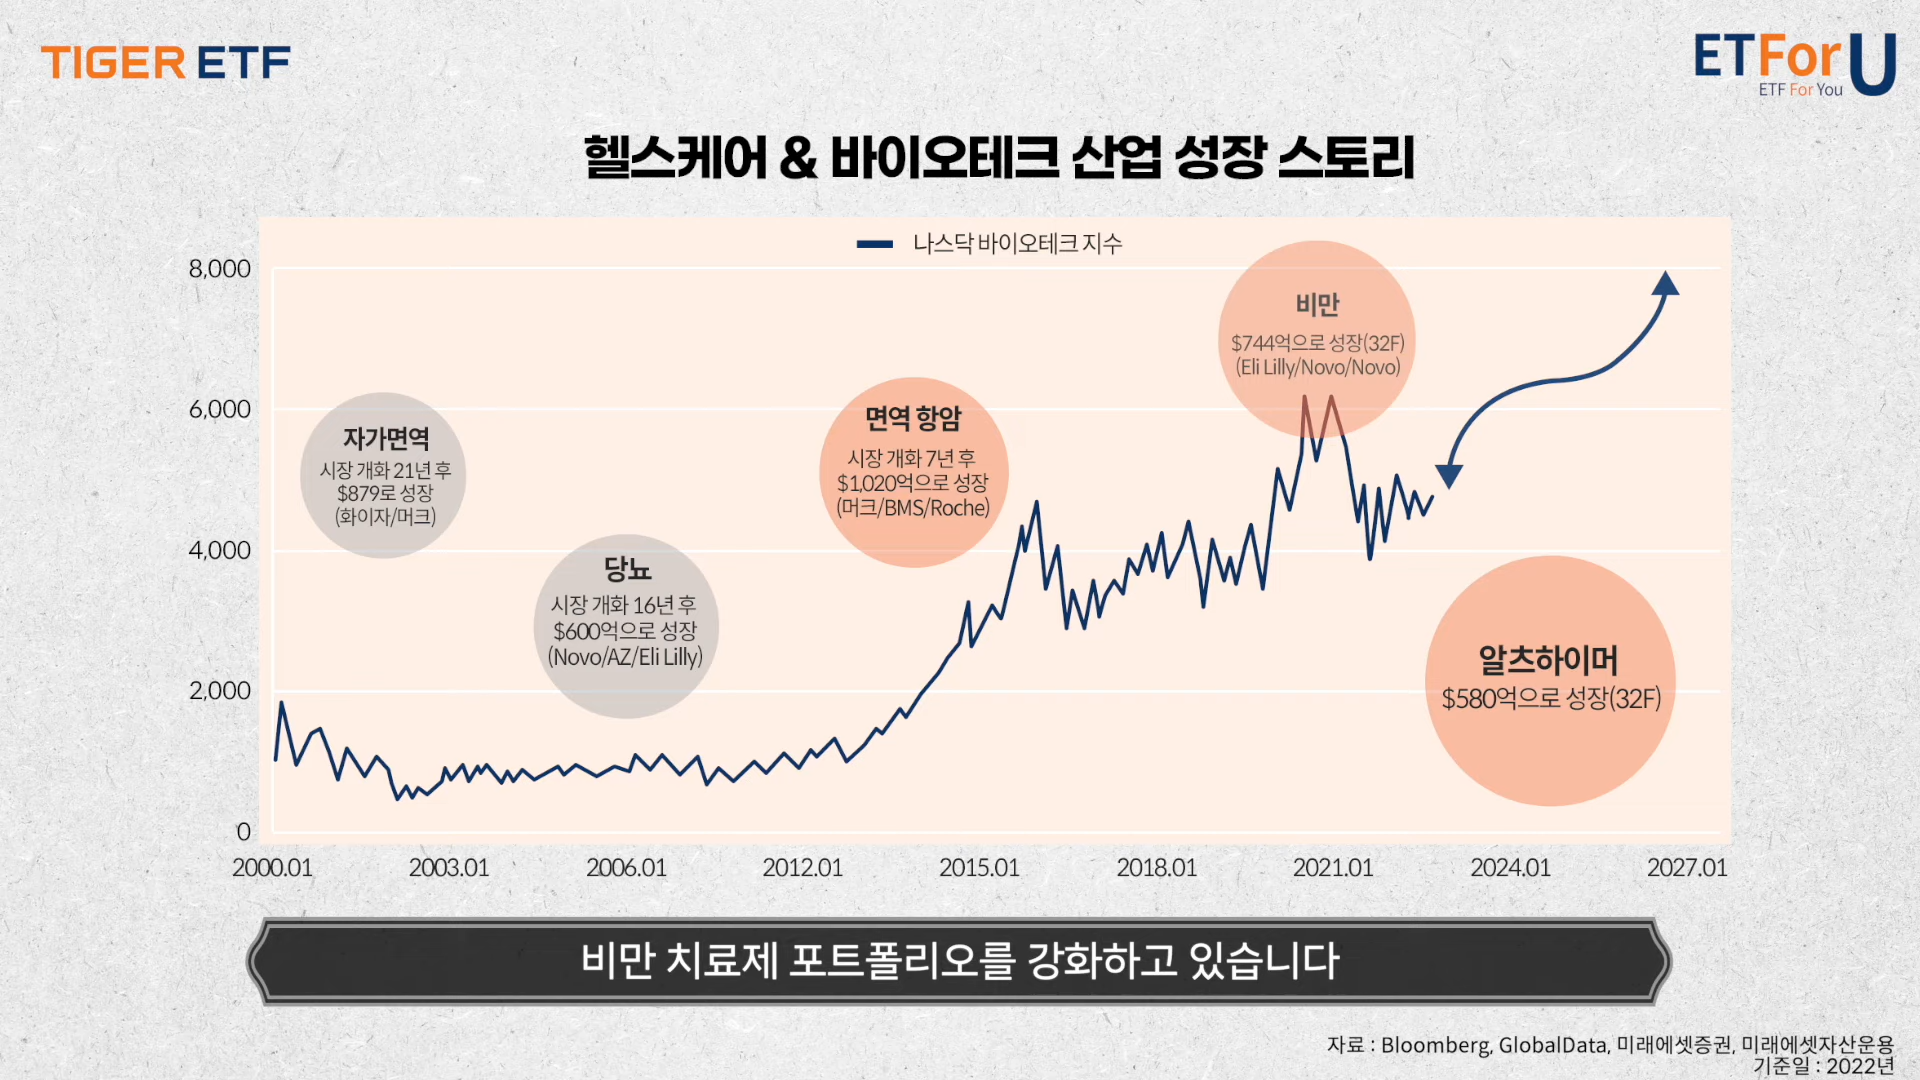 TIGER ETF
ETForU
ETF For You
헬스케어 & 바이오테크 산업 성장 스토리
나스닥 바이오테크 지수
8,000
6,000
4,000
2,000
0
비만
$744억으로 성장(32F)
(Eli Lilly/Novo/Novo)
자가면역
시장 개화 21년 후
$879로 성장
(화이자/머크)
면역 항암
시장 개화 7년 후
$1,020억으로 성장
(머크/BMS/Roche)
당뇨
시장 개화 16년 후
$600억으로 성장
(Novo/AZ/Eli Lilly)
알츠하이머
$580억으로 성장(32F)
2000.01 2003.01 2006.01 2012.01 2015.01 2018.01 2021.01 2024.01 2027.01
비만 치료제 포트폴리오를 강화하고 있습니다
자료 : Bloomberg, GlobalData, 미래에셋증권, 미래에셋자산운용
기준일 : 2022년